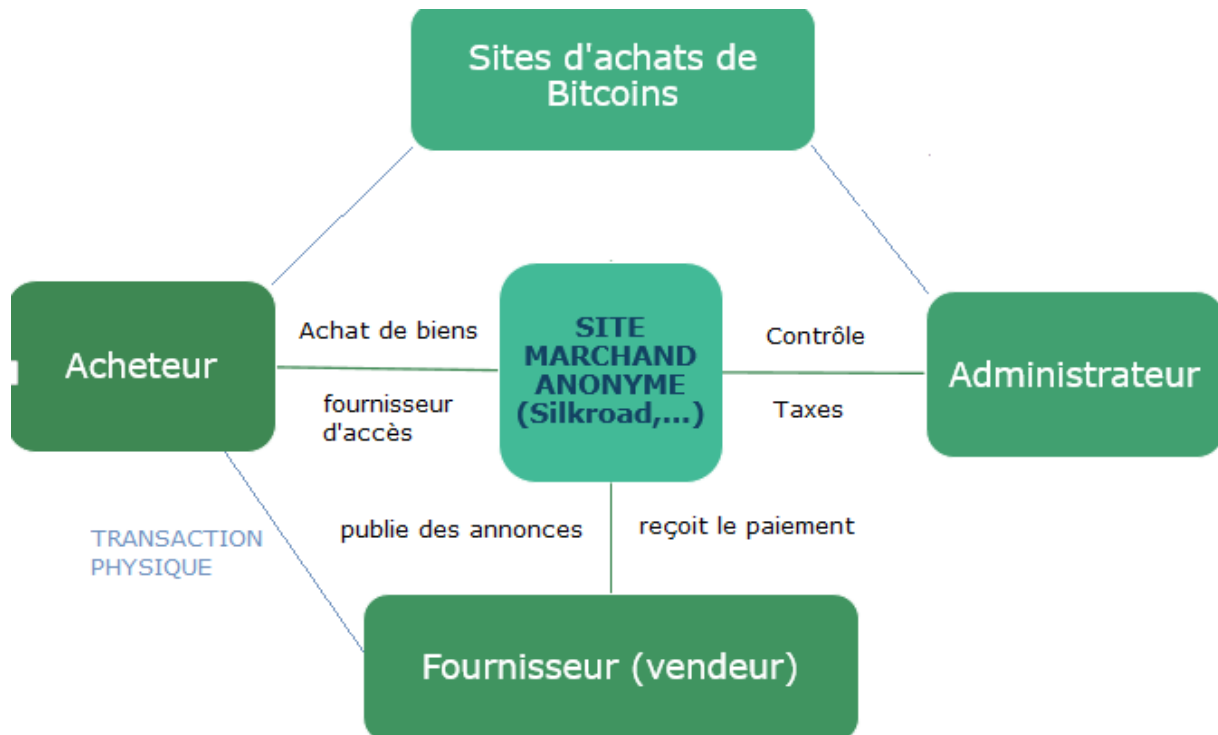 Sites d'achats de
Bitcoins
Acheteur
Achat de biens
fournisseur
d'accès
SITE
MARCHAND
ANONYME
(Silkroad,...)
Contrôle
Taxes
Administrateur
TRANSACTION
PHYSIQUE
publie des annonces
reçoit le paiement
Fournisseur (vendeur)